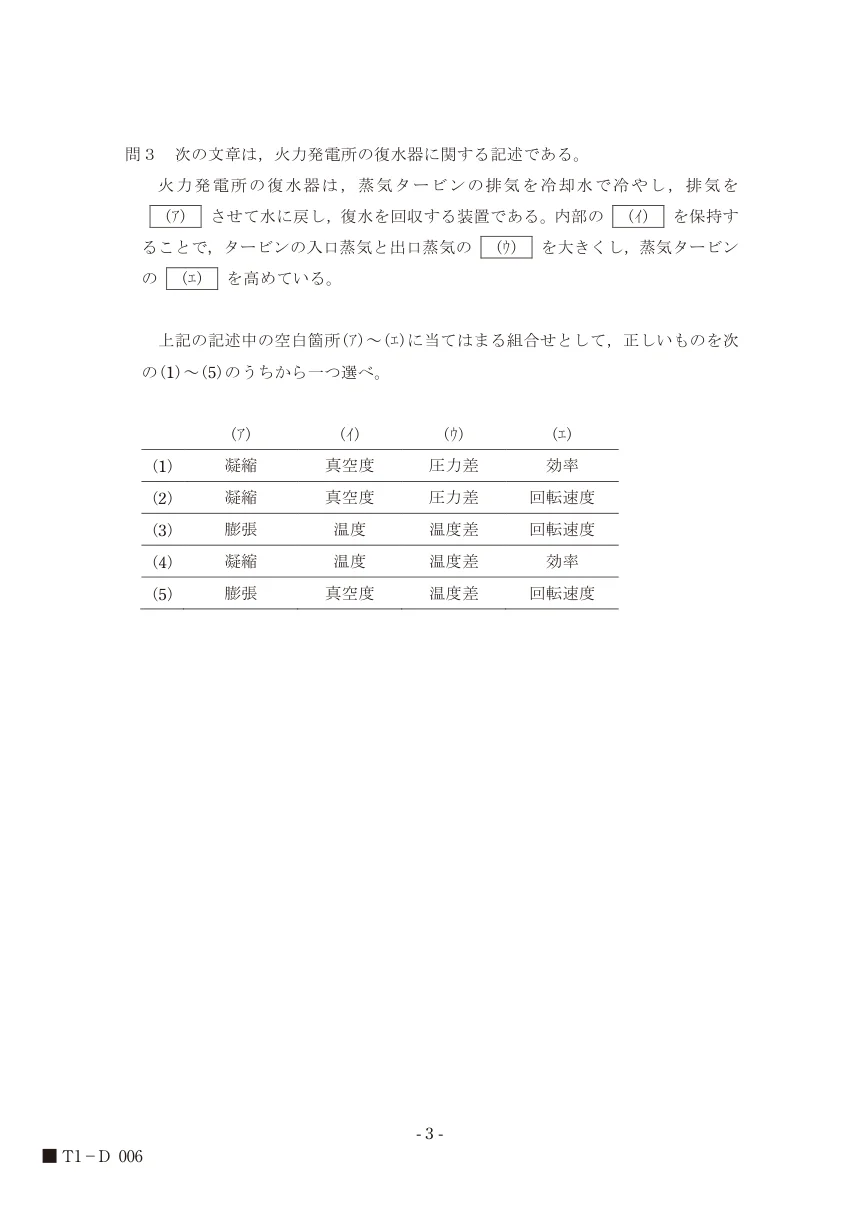 問３　次の文章は，火力発電所の復水器に関する記述である。
火力発電所の復水器は，蒸気タービンの排気を冷却水で冷やし，排気を
(ｱ) させて水に戻し，復水を回収する装置である。内部の (ｲ) を保持す
ることで，タービンの入口蒸気と出口蒸気の (ｳ) を大きくし，蒸気タービン
の (ｴ) を高めている。
上記の記述中の空白箇所(ｱ)～(ｴ)に当てはまる組合せとして，正しいものを次
の(1)～(5)のうちから一つ選べ。
(ｱ) (ｲ) (ｳ) (ｴ)
(1) 凝縮 真空度 圧力差 効率
(2) 凝縮 真空度 圧力差 回転速度
(3) 膨張 温度 温度差 回転速度
(4) 凝縮 温度 温度差 効率
(5) 膨張 真空度 温度差 回転速度
- 3 -
■ T1－D 006